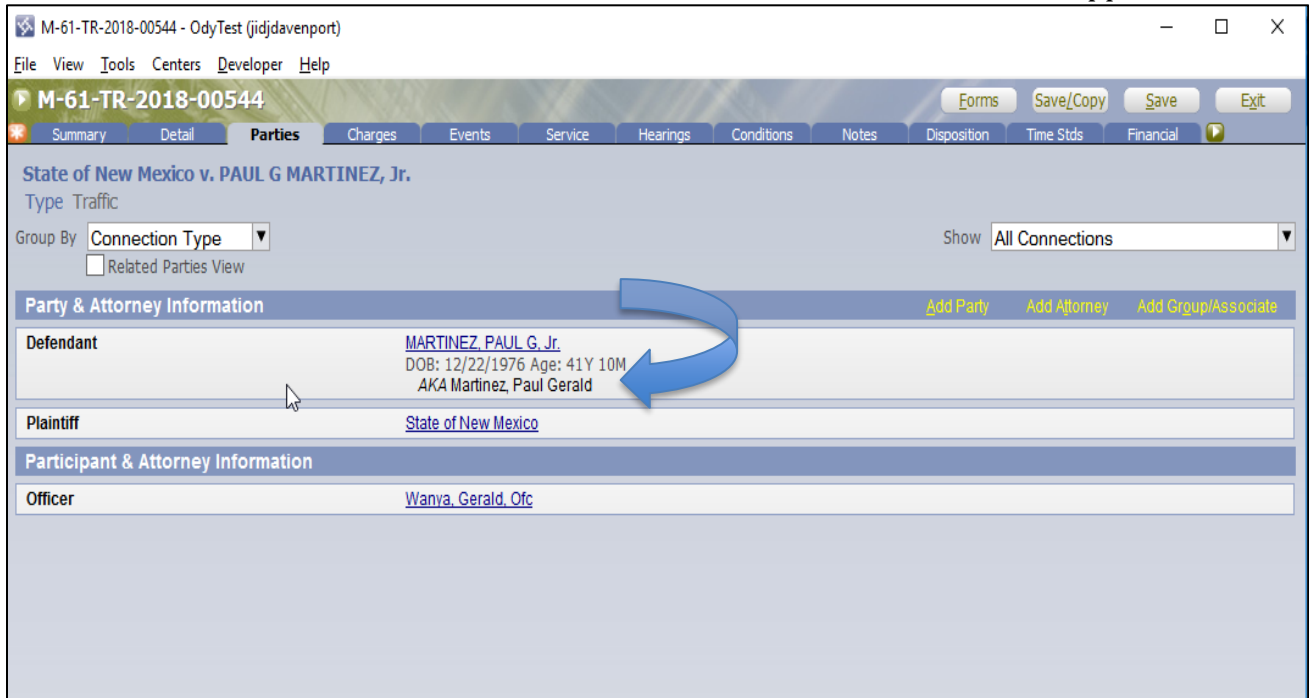 M-61-TR-2018-00544 - OdyTest (jidjdavenport)
File View Tools Centers Developer Help
M-61-TR-2018-00544 Forms Save/Copy Save Exit
Summary Detail Parties Charges Events Service Hearings Conditions Notes Disposition Time Stds Financial
State of New Mexico v. PAUL G MARTINEZ, Jr.
Type Traffic
Group By Connection Type Show All Connections
Related Parties View
Party & Attorney Information Add Party Add Attorney Add Group/Associate
Defendant MARTINEZ, PAUL G, Jr.
DOB: 12/22/1976 Age: 41Y 10M
AKA Martinez, Paul Gerald
Plaintiff State of New Mexico
Participant & Attorney Information
Officer Wanya, Gerald, Ofc